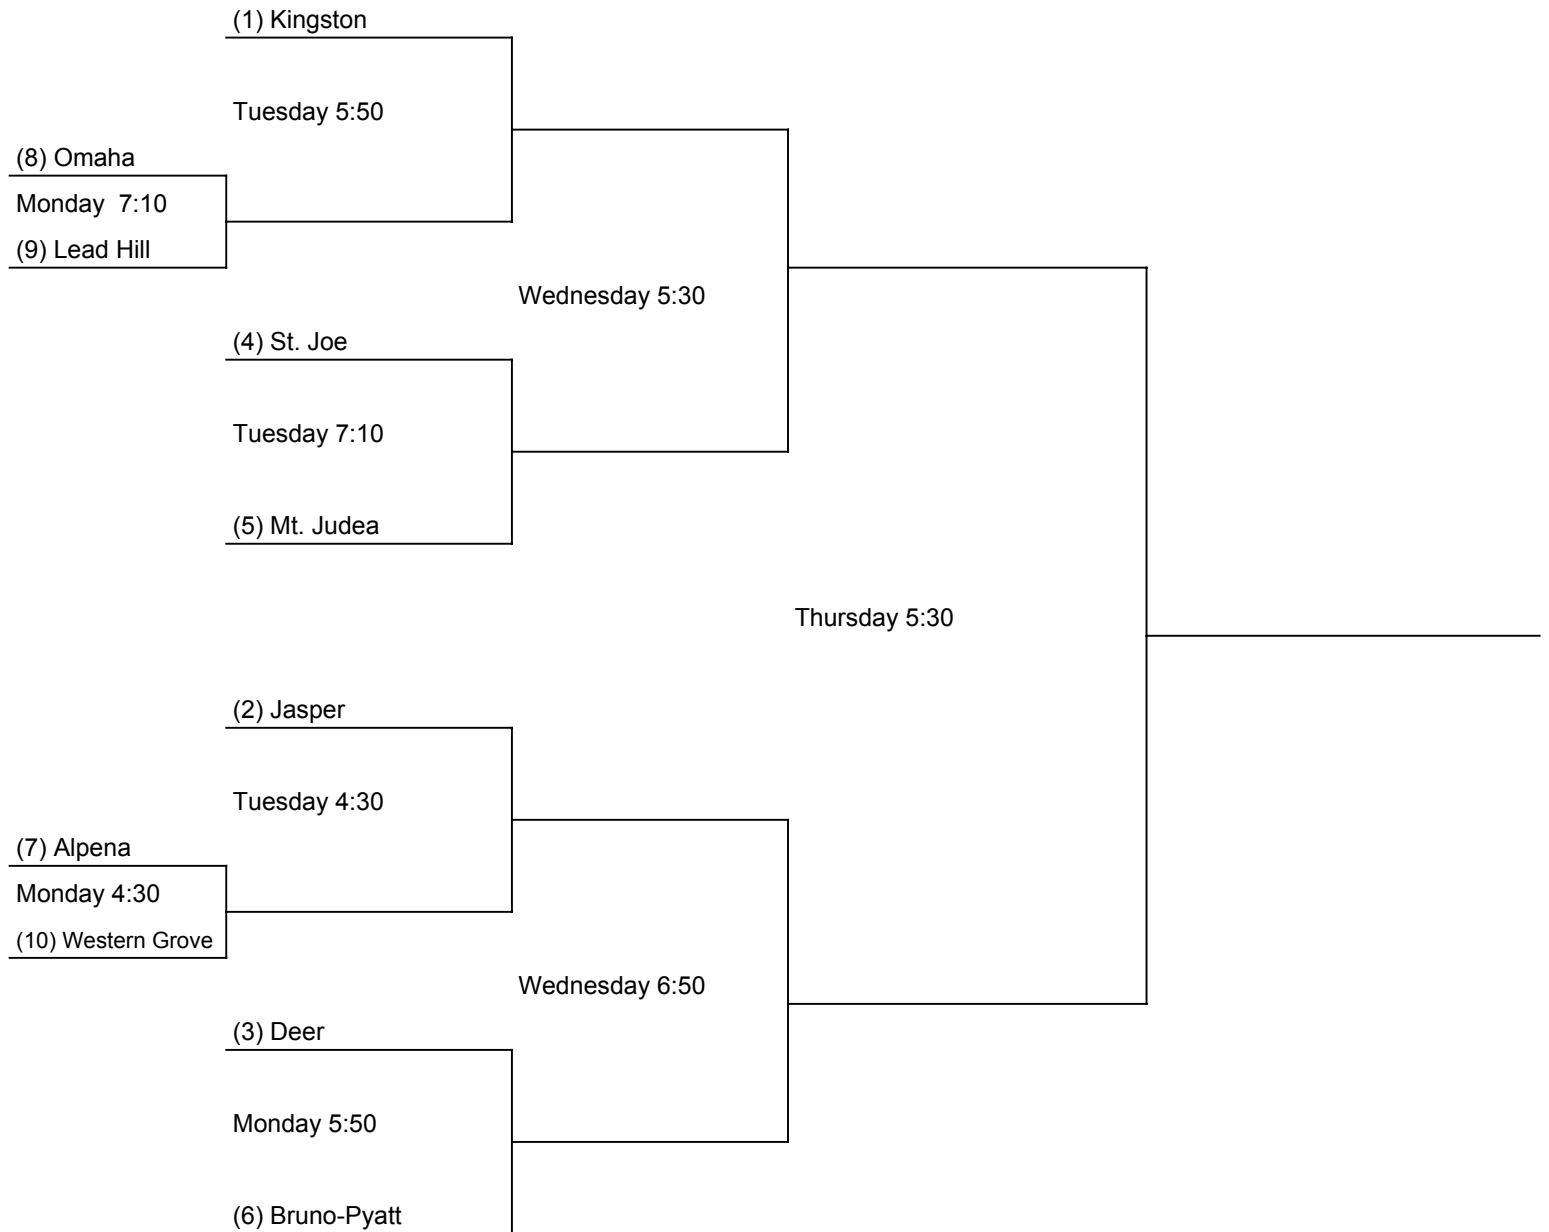 (1) Kingston
Tuesday 5:50
(8) Omaha
Monday  7:10
(9) Lead Hill
Wednesday 5:30
(4) St. Joe
Tuesday 7:10
(5) Mt. Judea
Thursday 5:30
(2) Jasper
Tuesday 4:30
(7) Alpena
Monday 4:30
(10) Western Grove
Wednesday 6:50
(3) Deer
Monday 5:50
(6) Bruno-Pyatt